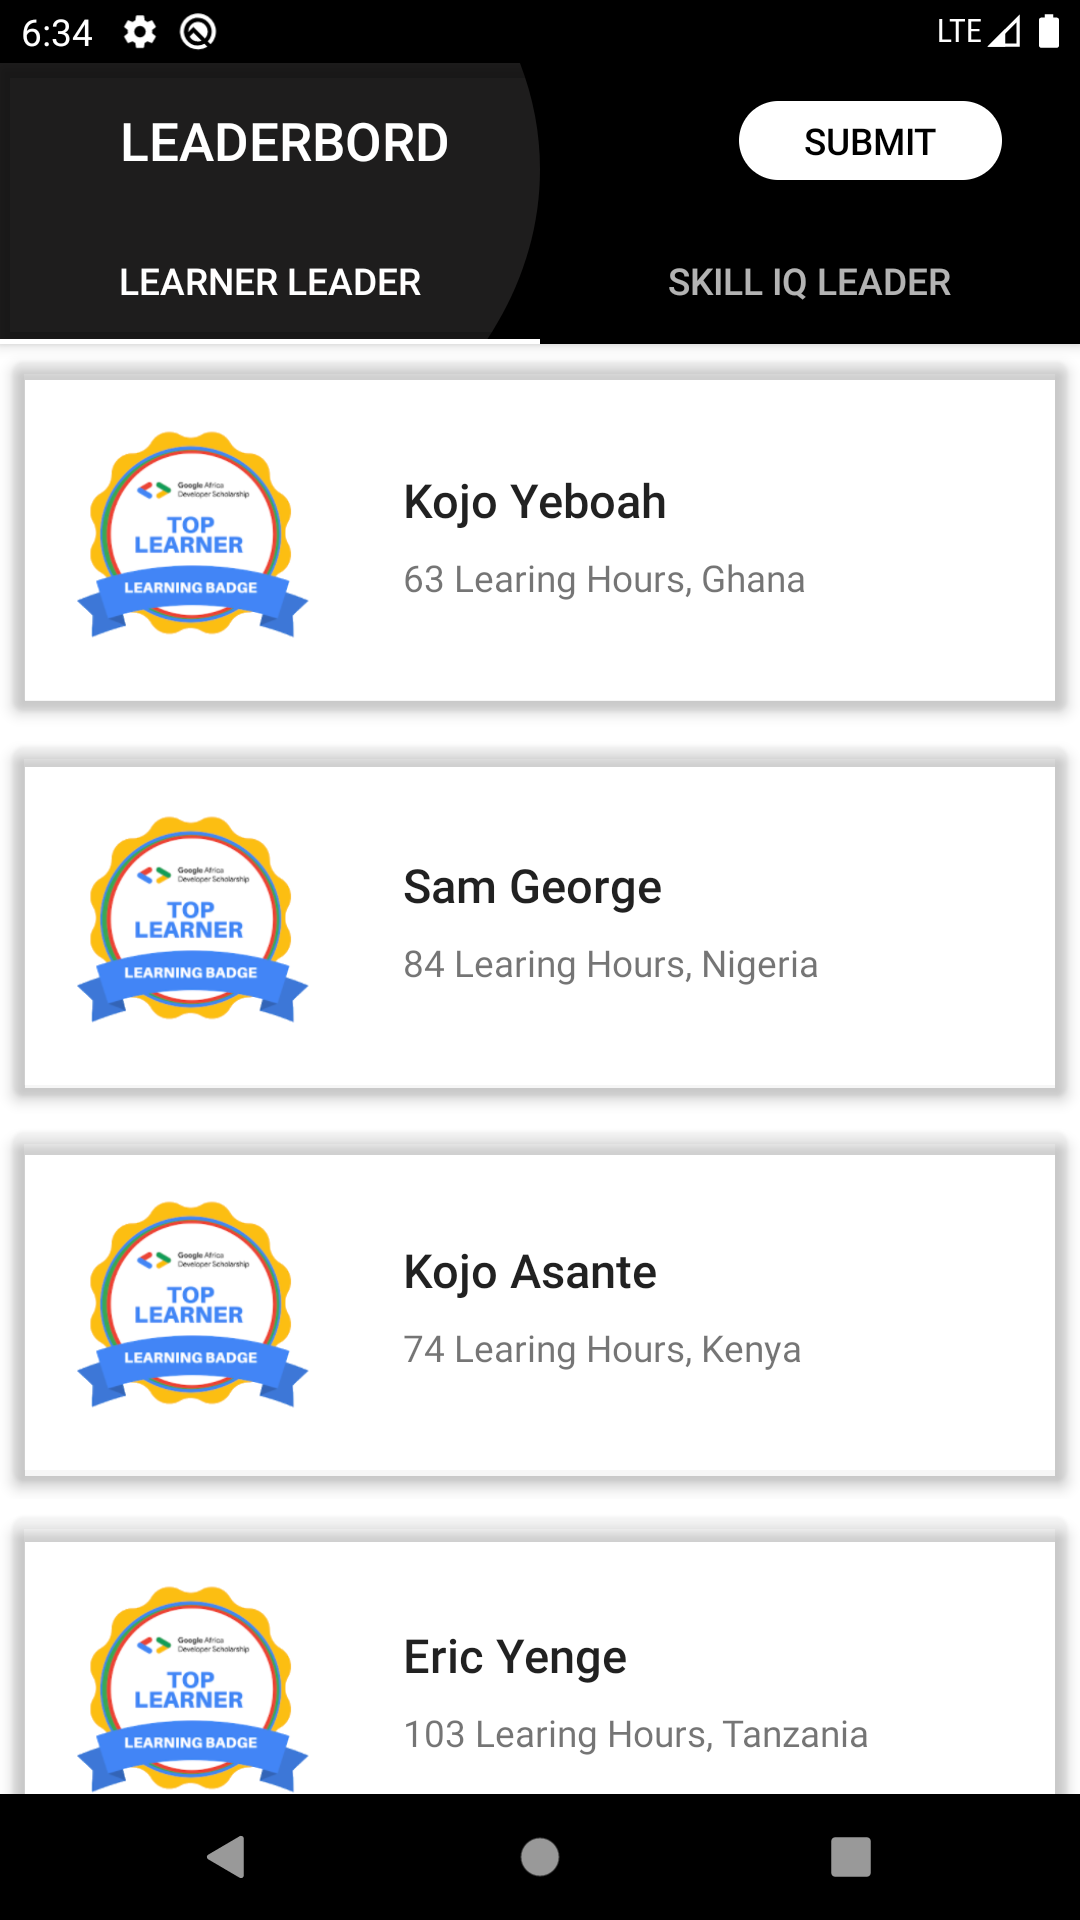 6:34 LTE
LEADERBORD SUBMIT
LEARNER LEADER SKILL IQ LEADER
Google Africa
Developer Scholarship
TOP
LEARNER
LEARNING BADGE
Kojo Yeboah
63 Learing Hours, Ghana
Google Africa
Developer Scholarship
TOP
LEARNER
LEARNING BADGE
Sam George
84 Learing Hours, Nigeria
Google Africa
Developer Scholarship
TOP
LEARNER
LEARNING BADGE
Kojo Asante
74 Learing Hours, Kenya
Google Africa
Developer Scholarship
TOP
LEARNER
LEARNING BADGE
Eric Yenge
103 Learing Hours, Tanzania